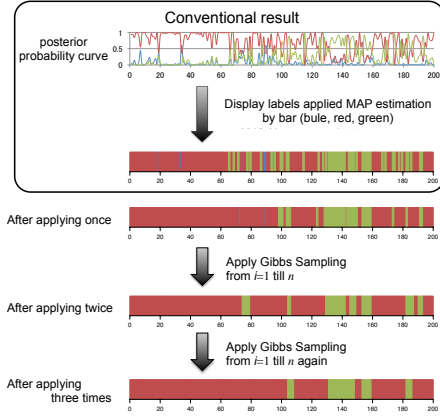 Conventional result
posterior
probability curve
1
0.5
0
0 20 40 60 80 100 120 140 160 180 200
Display labels applied MAP estimation
by bar (bule, red, green)
0 20 40 60 80 100 120 140 160 180 200
After applying once
0 20 40 60 80 100 120 140 160 180 200
Apply Gibbs Sampling
from i=1 till n
After applying twice
0 20 40 60 80 100 120 140 160 180 200
Apply Gibbs Sampling
from i=1 till n again
After applying
three times
0 20 40 60 80 100 120 140 160 180 200